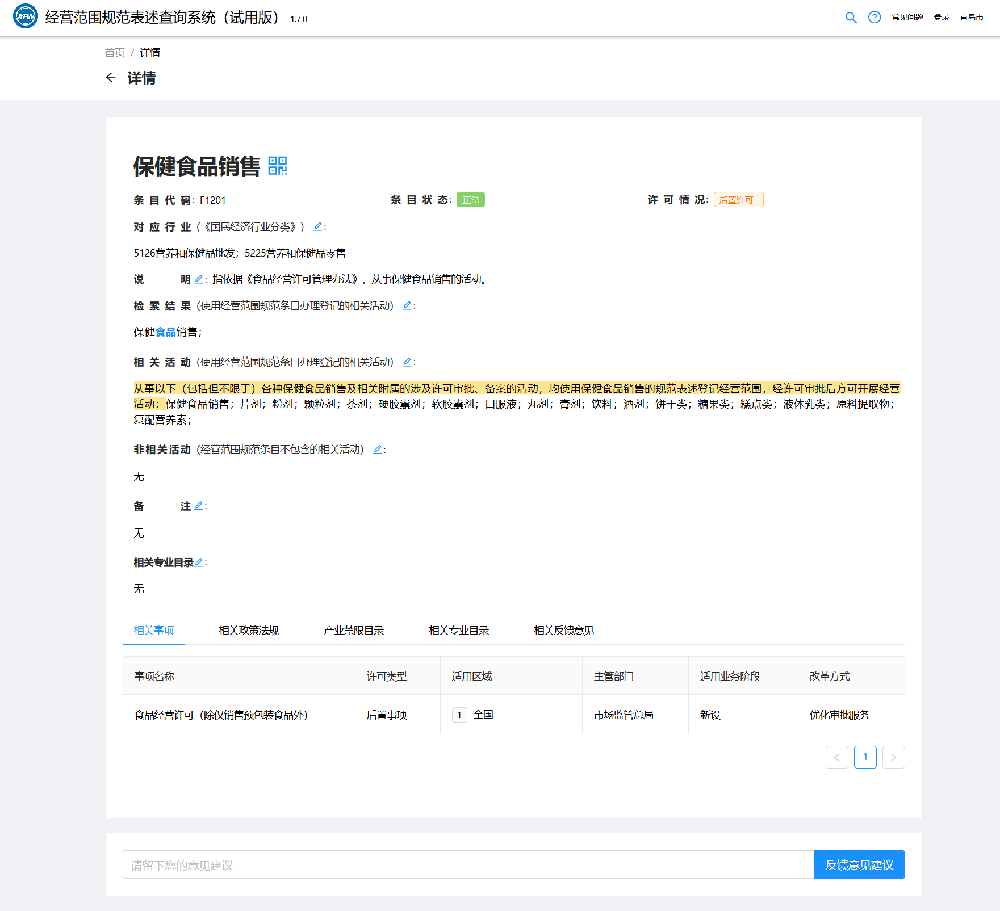 JYFW 经营范围规范表述查询系统（试用版） 1.7.0 常见问题 登录 青岛市
首页 / 详情
详情
保健食品销售
条目代码：F1201 条目状态：正常 许可情况：后置许可
对应行业（《国民经济行业分类》）：
5126营养和保健品批发；5225营养和保健品零售
说明：指依据《食品经营许可管理办法》，从事保健食品销售的活动。
检索结果（使用经营范围规范条目办理登记的相关活动）：
保健食品销售；
相关活动（使用经营范围规范条目办理登记的相关活动）：
从事以下（包括但不限于）各种保健食品销售及相关附属的涉及许可审批、备案的活动，均使用保健食品销售的规范表述登记经营范围，经许可审批后方可开展经营
活动：保健食品销售；片剂；粉剂；颗粒剂；茶剂；硬胶囊剂；软胶囊剂；口服液；丸剂；膏剂；饮料；酒剂；饼干类；糖果类；糕点类；液体乳类；原料提取物；
复配营养素；
非相关活动（经营范围规范条目不包含的相关活动）：
无
备注：
无
相关专业目录：
无
相关事项 相关政策法规 产业禁限目录 相关专业目录 相关反馈意见
事项名称 许可类型 适用区域 主管部门 适用业务阶段 改革方式
食品经营许可（除仅销售预包装食品外） 后置事项 1 全国 市场监管总局 新设 优化审批服务
< 1 >
请留下您的意见建议 反馈意见建议